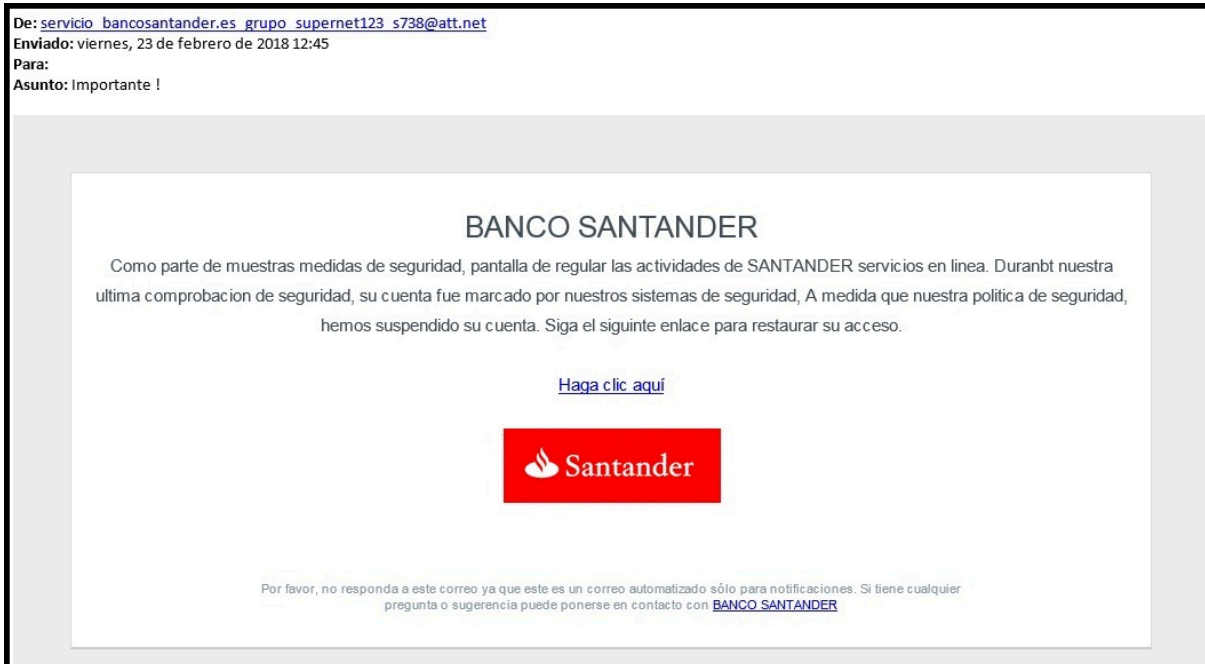 De: servicio_bancosantander.es_grupo_supernet123_s738@att.net
Enviado: viernes, 23 de febrero de 2018 12:45
Para:
Asunto: Importante !
BANCO SANTANDER
Como parte de muestras medidas de seguridad, pantalla de regular las actividades de SANTANDER servicios en linea. Duranbt nuestra
ultima comprobacion de seguridad, su cuenta fue marcado por nuestros sistemas de seguridad, A medida que nuestra politica de seguridad,
hemos suspendido su cuenta. Siga el siguinte enlace para restaurar su acceso.
Haga clic aquí
Santander
Por favor, no responda a este correo ya que este es un correo automatizado sólo para notificaciones. Si tiene cualquier
pregunta o sugerencia puede ponerse en contacto con BANCO SANTANDER